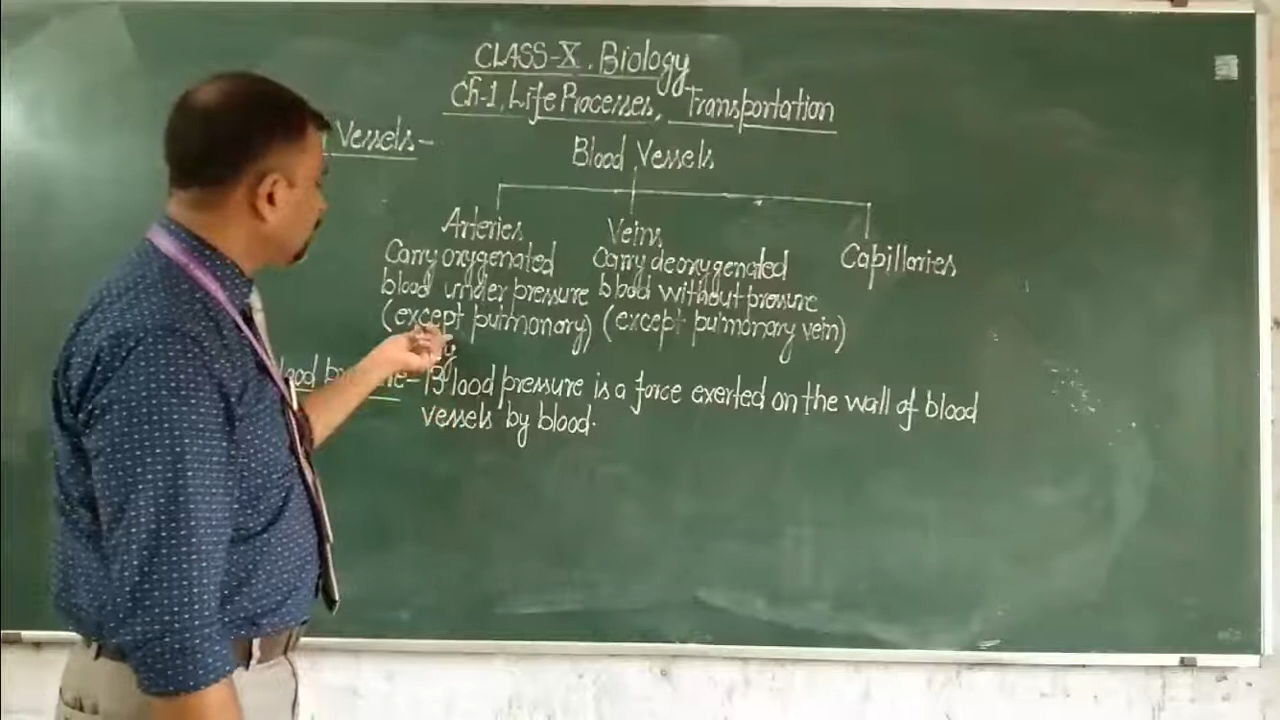 CLASS-X, Biology
Ch-1, Life Processes, Transportation
Vessels-
Blood Vessels
Arteries
Carry oxygenated
blood under pressure
(except pulmonary)
Veins
Carry deoxygenated
blood without pressure
(except pulmonary vein)
Capillaries
Blood pressure is a force exerted on the wall of blood
vessels by blood.